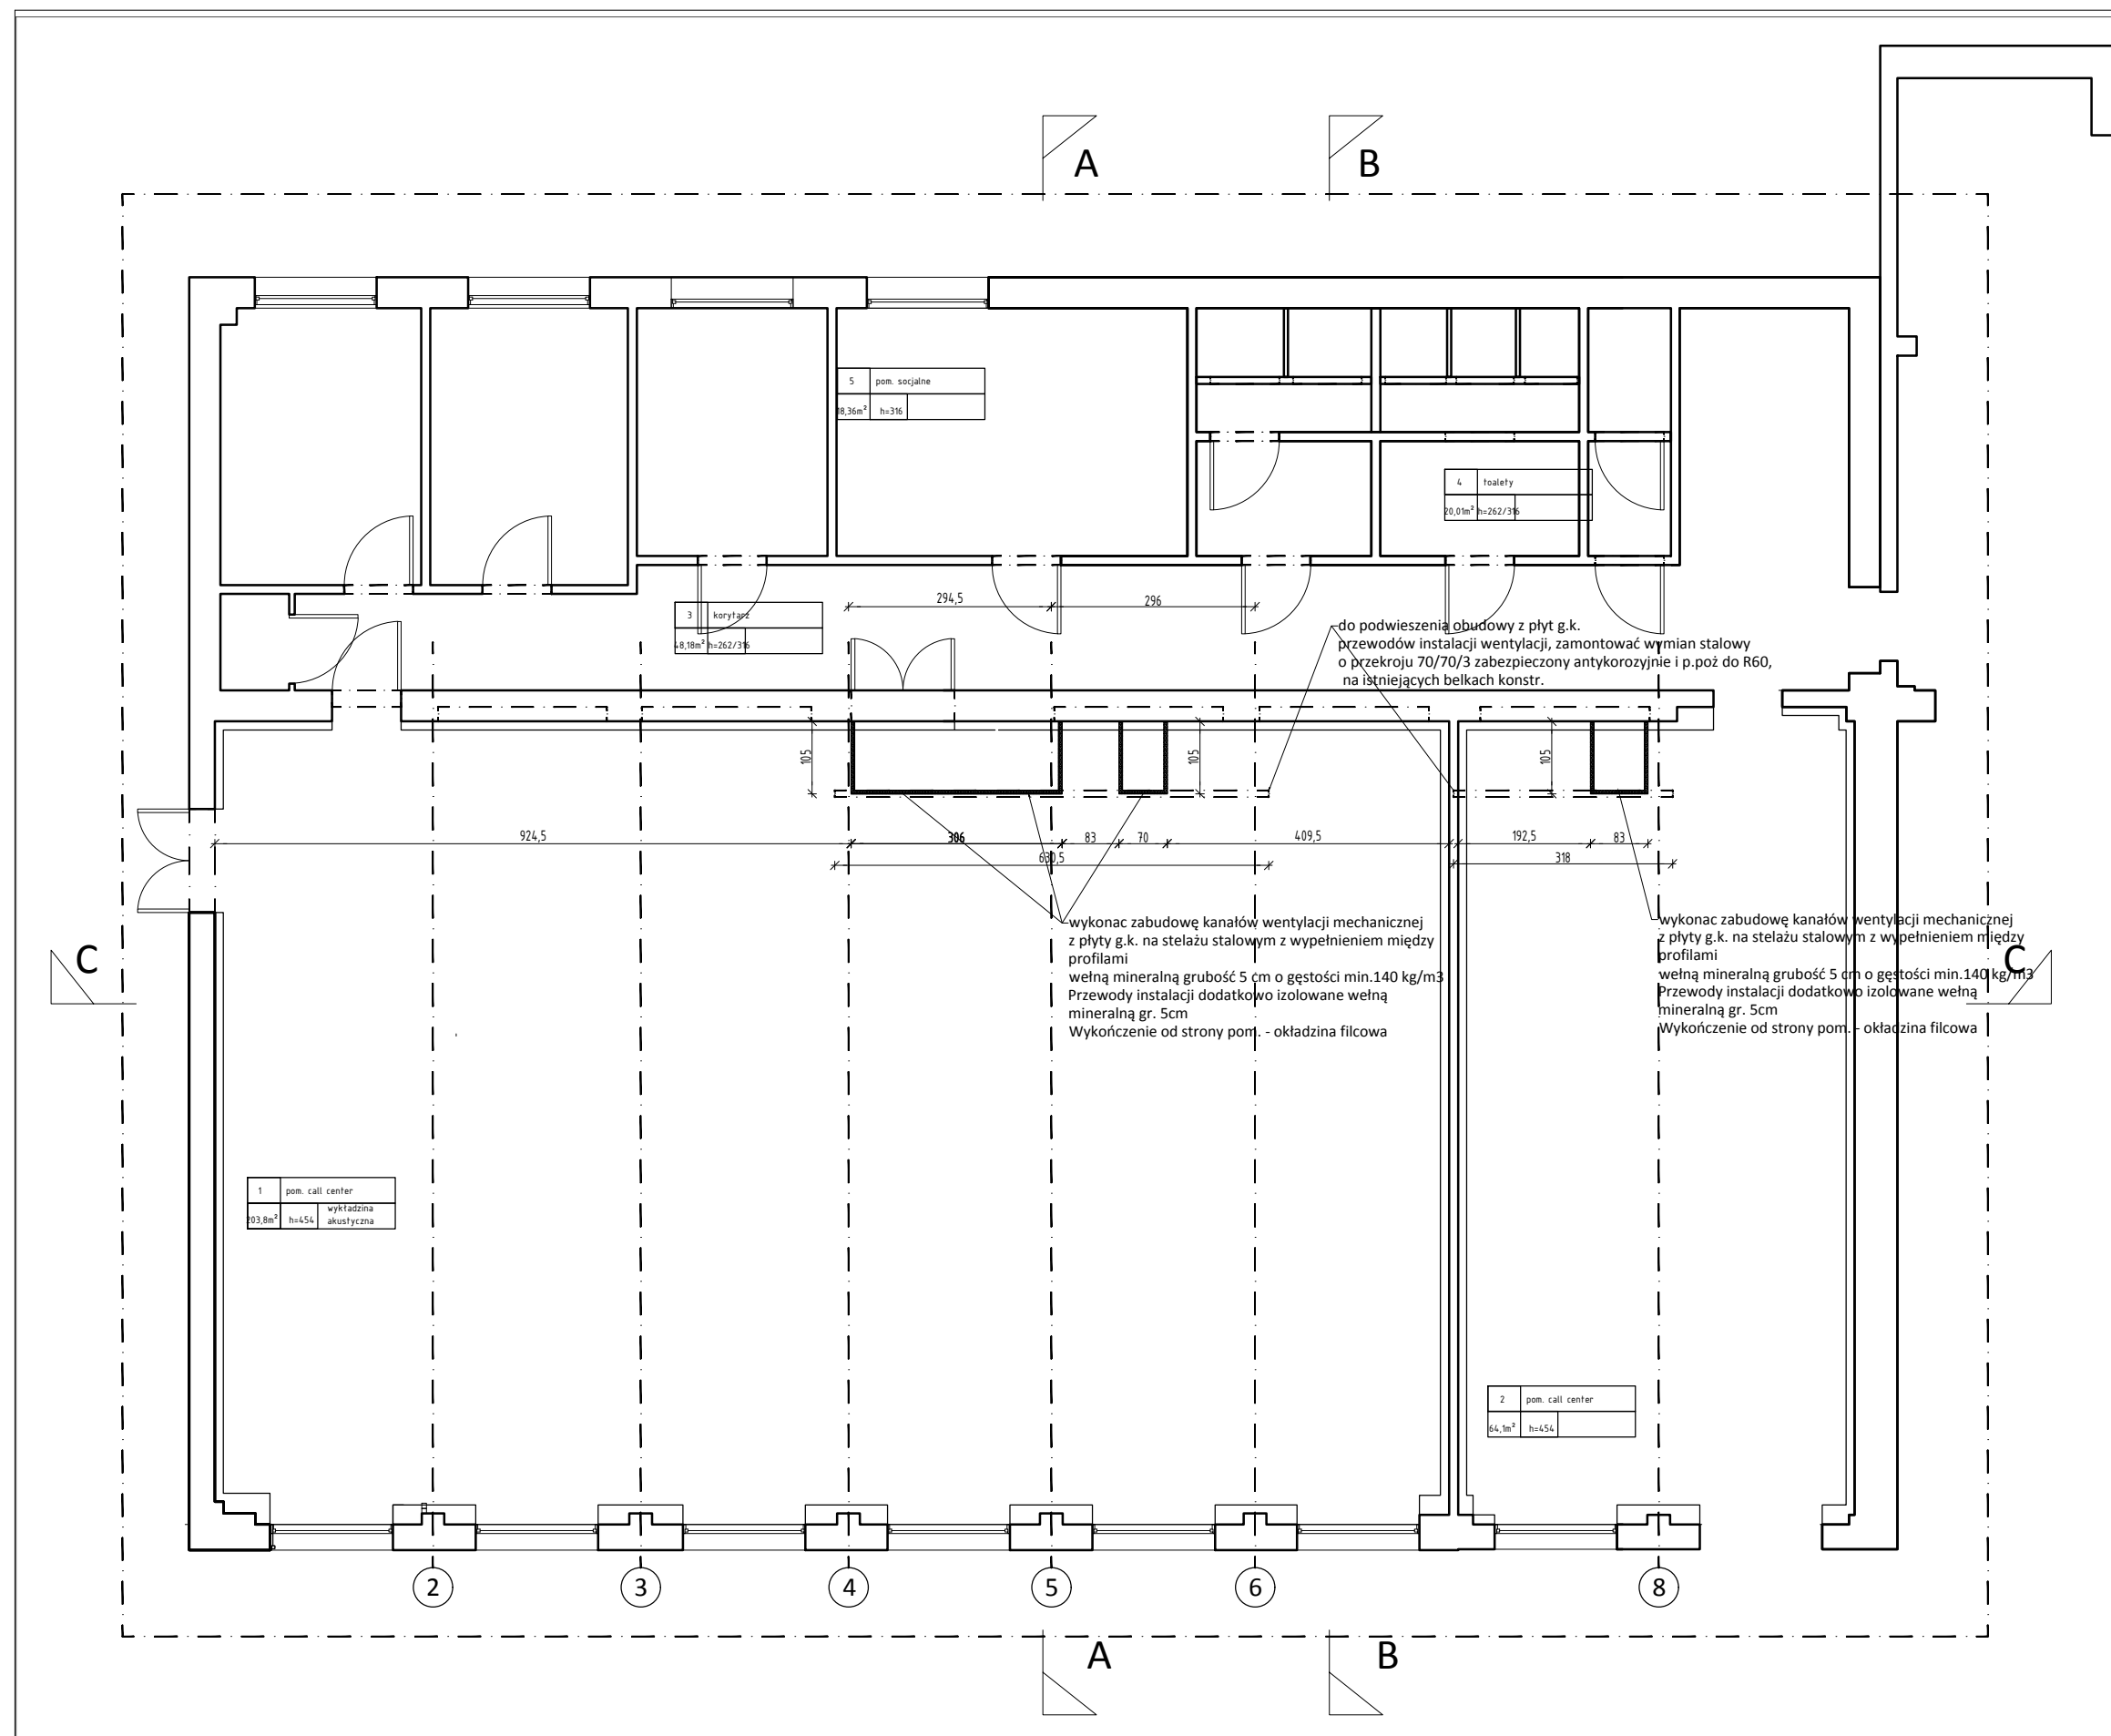 A
B
5 pom. socjalne
18,36m² h=316
4 toalety
20,01m² h=262/316
294,5
296
3 korytarz
48,18m² h=262/316
do podwieszenia obudowy z płyt g.k.
przewodów instalacji wentylacji, zamontować wymian stalowy
o przekroju 70/70/3 zabezpieczony antykorozyjnie i p.poż do R60,
na istniejących belkach konstr.
105
105
105
924,5
306
83
70
409,5
192,5
83
630,5
318
wykonac zabudowę kanałów wentylacji mechanicznej
z płyty g.k. na stelażu stalowym z wypełnieniem między
profilami
wełną mineralną grubość 5 cm o gęstości min.140 kg/m3
Przewody instalacji dodatkowo izolowane wełną
mineralną gr. 5cm
Wykończenie od strony pom. - okładzina filcowa
wykonac zabudowę kanałów wentylacji mechanicznej
z płyty g.k. na stelażu stalowym z wypełnieniem między
profilami
wełną mineralną grubość 5 cm o gęstości min.140 kg/m3
Przewody instalacji dodatkowo izolowane wełną
mineralną gr. 5cm
Wykończenie od strony pom. - okładzina filcowa
C
C
1 pom. call center
203,8m² h=454 wykładzina
akustyczna
2 pom. call center
64,1m² h=454
2
3
4
5
6
8
A
B